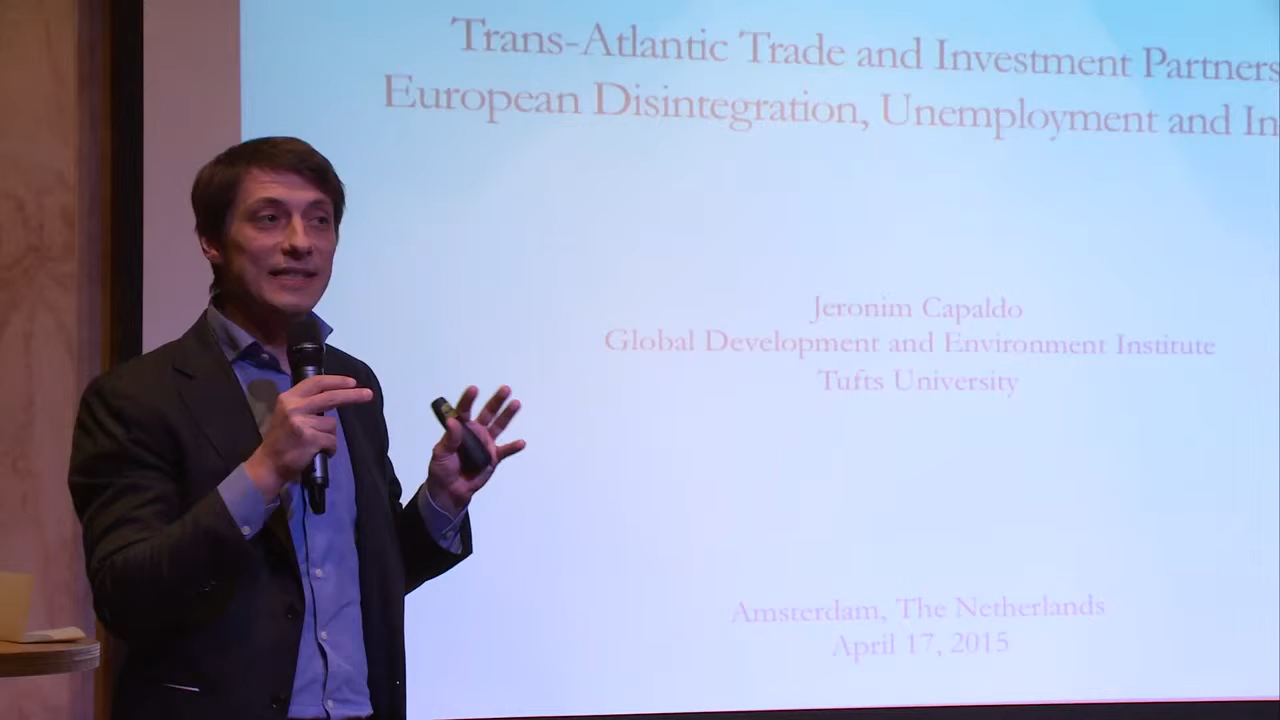 Trans-Atlantic Trade and Investment Partners
European Disintegration, Unemployment and In
Jeronim Capaldo
Global Development and Environment Institute
Tufts University
Amsterdam, The Netherlands
April 17, 2015